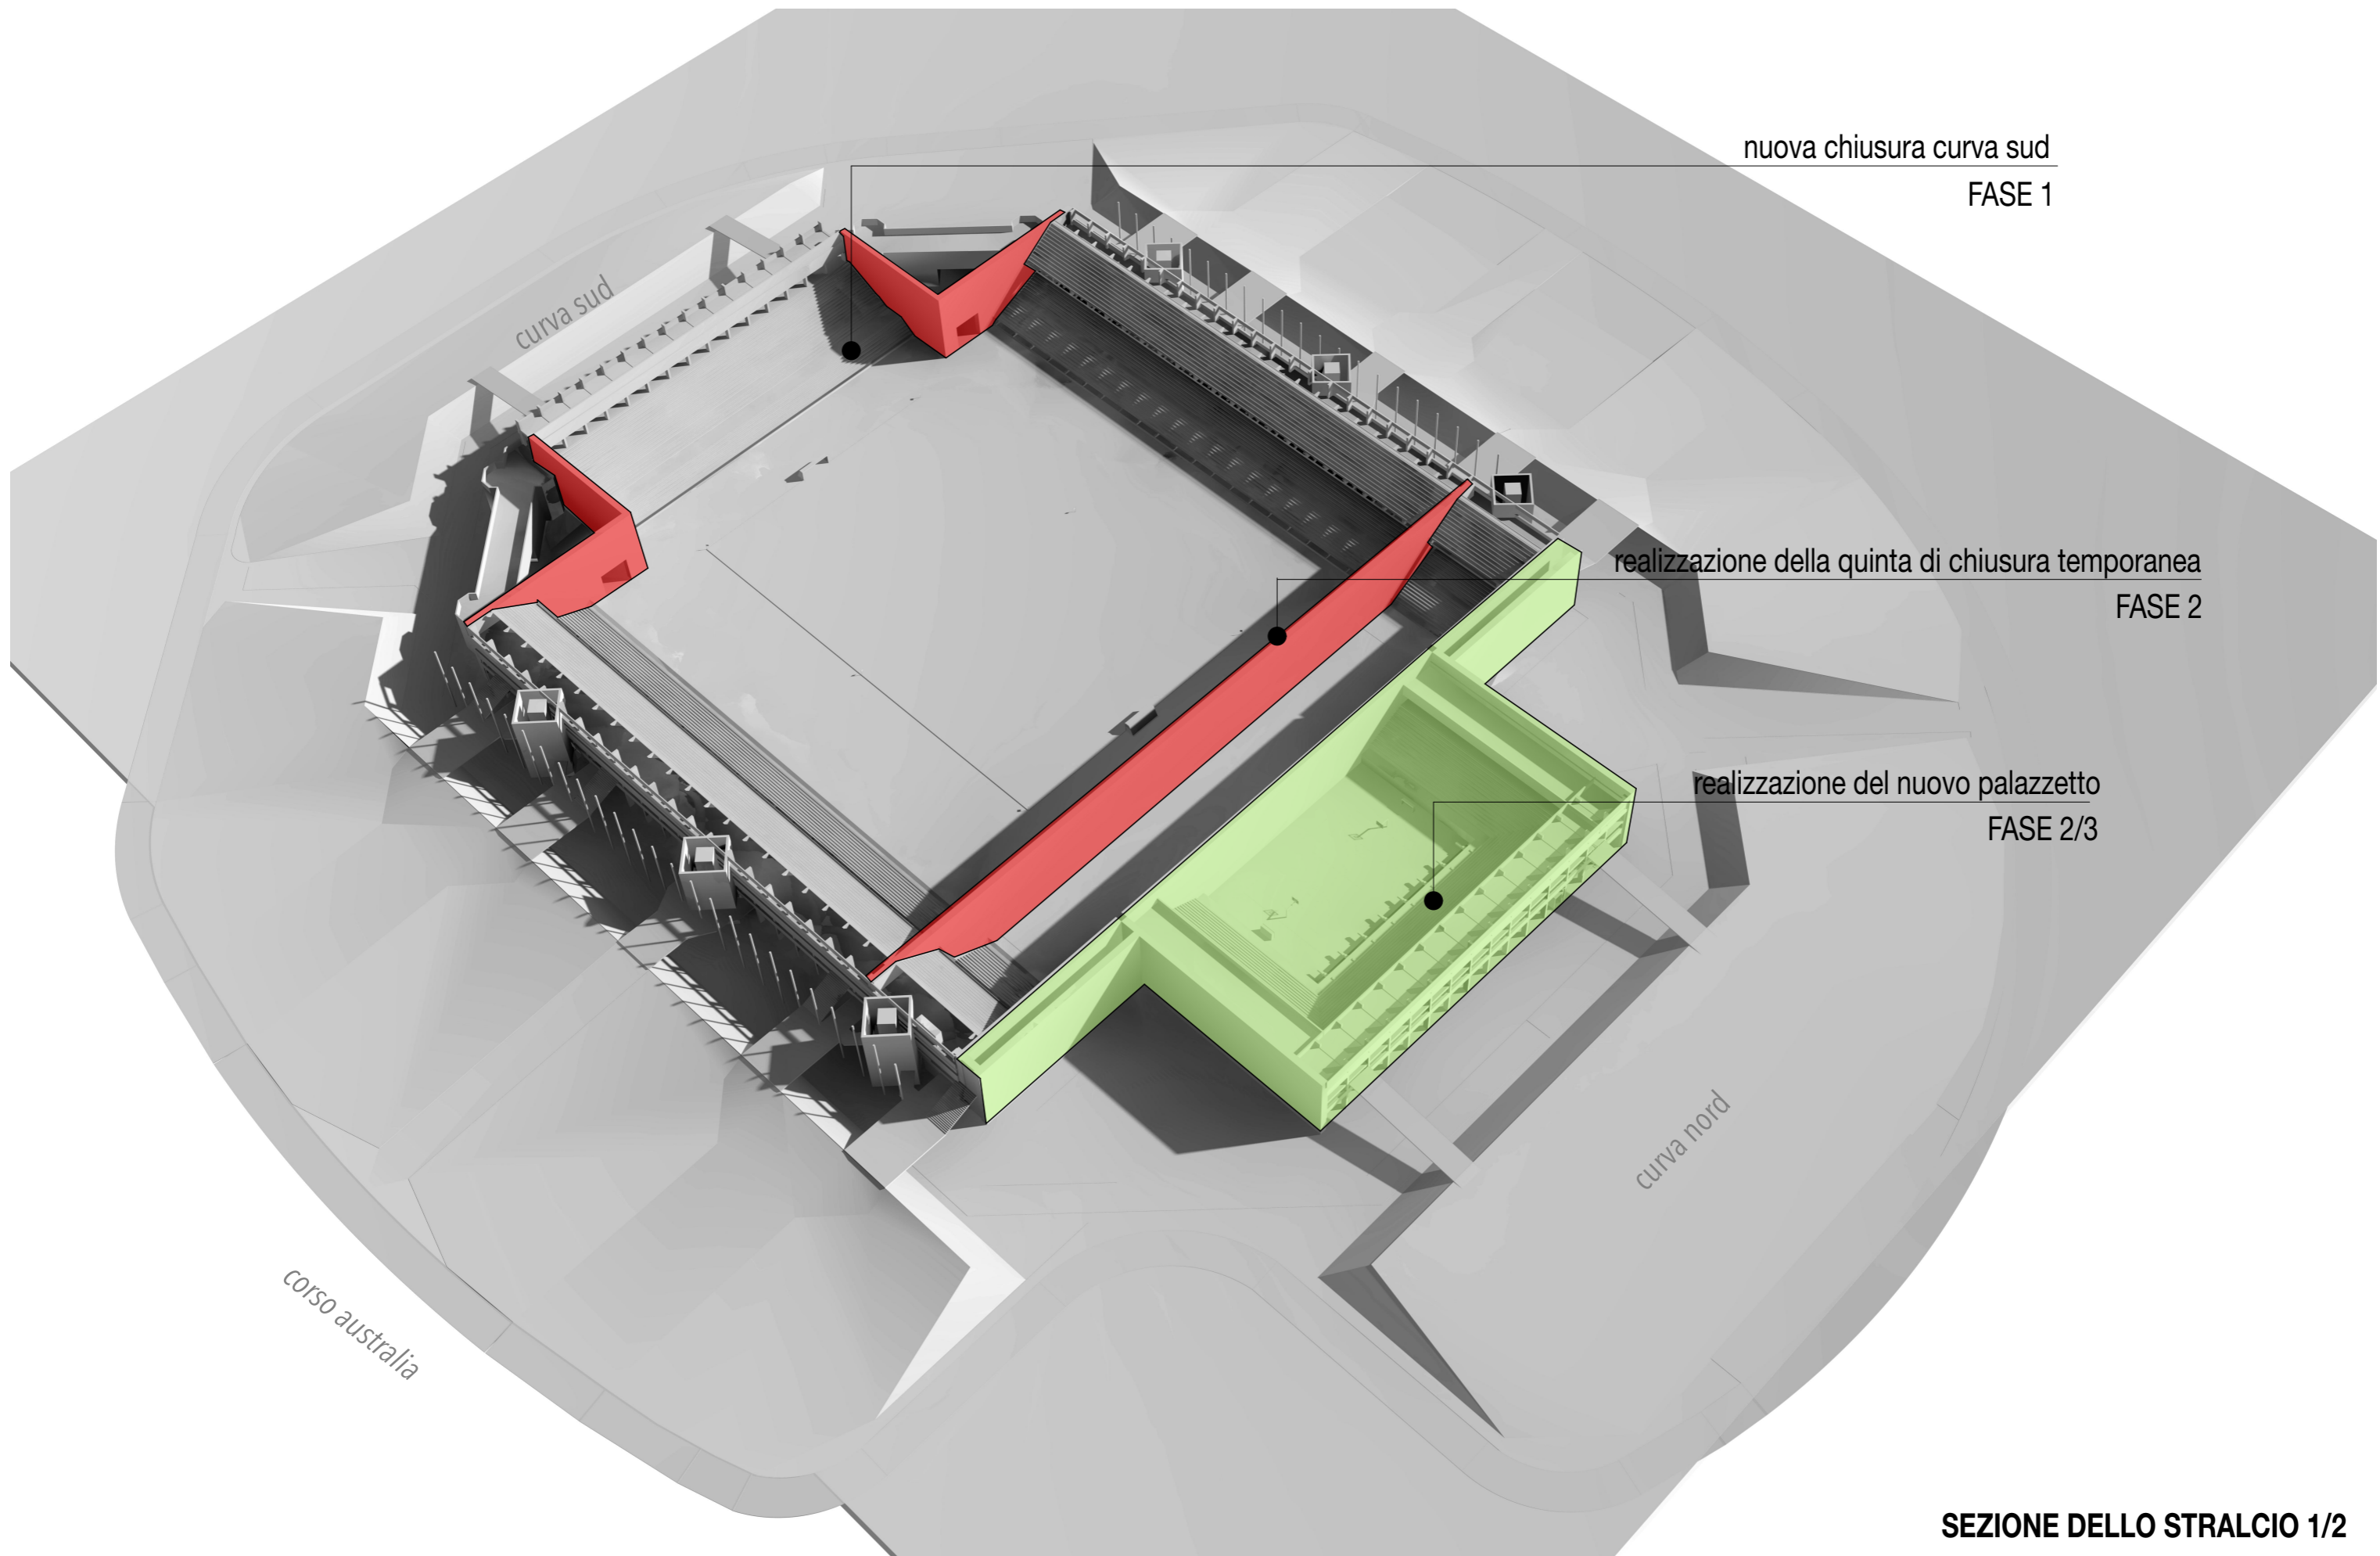 nuova chiusura curva sud
FASE 1
curva sud
realizzazione della quinta di chiusura temporanea
FASE 2
realizzazione del nuovo palazzetto
FASE 2/3
curva nord
corso australia
SEZIONE DELLO STRALCIO 1/2